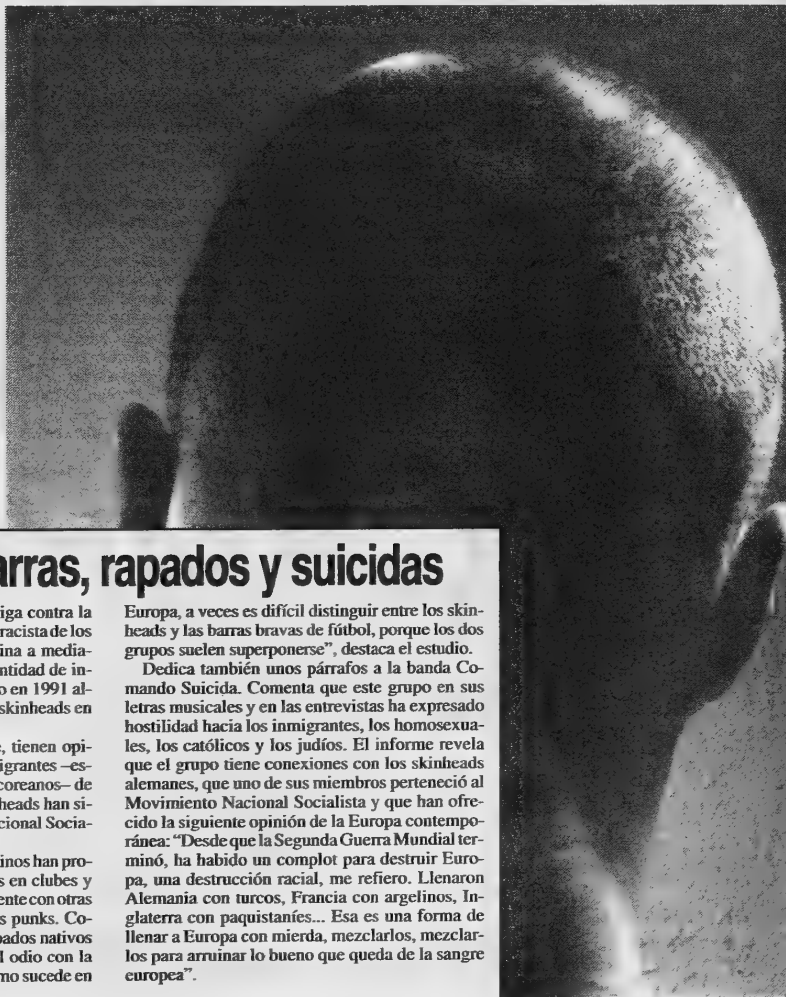 arras, rapados y suicidas
iga contra la
racista de los
ina a media-
ntidad de in-
o en 1991 al-
skinheads en
, tienen opi-
igrantes –es-
coreanos– de
heads han si-
cional Socia-
inos han pro-
s en clubes y
ente con otras
s punks. Co-
pados nativos
l odio con la
mo sucede en
Europa, a veces es difícil distinguir entre los skin-
heads y las barras bravas de fútbol, porque los dos
grupos suelen superponerse”, destaca el estudio.
Dedica también unos párrafos a la banda Co-
mando Suicida. Comenta que este grupo en sus
letras musicales y en las entrevistas ha expresado
hostilidad hacia los inmigrantes, los homosexua-
les, los católicos y los judíos. El informe revela
que el grupo tiene conexiones con los skinheads
alemanes, que uno de sus miembros perteneció al
Movimiento Nacional Socialista y que han ofre-
cido la siguiente opinión de la Europa contempo-
ránea: “Desde que la Segunda Guerra Mundial ter-
minó, ha habido un complot para destruir Euro-
pa, una destrucción racial, me refiero. Llenaron
Alemania con turcos, Francia con argelinos, In-
glaterra con paquistaníes... Esa es una forma de
llenar a Europa con mierda, mezclarlos, mezclar-
los para arruinar lo bueno que queda de la sangre
europea”.